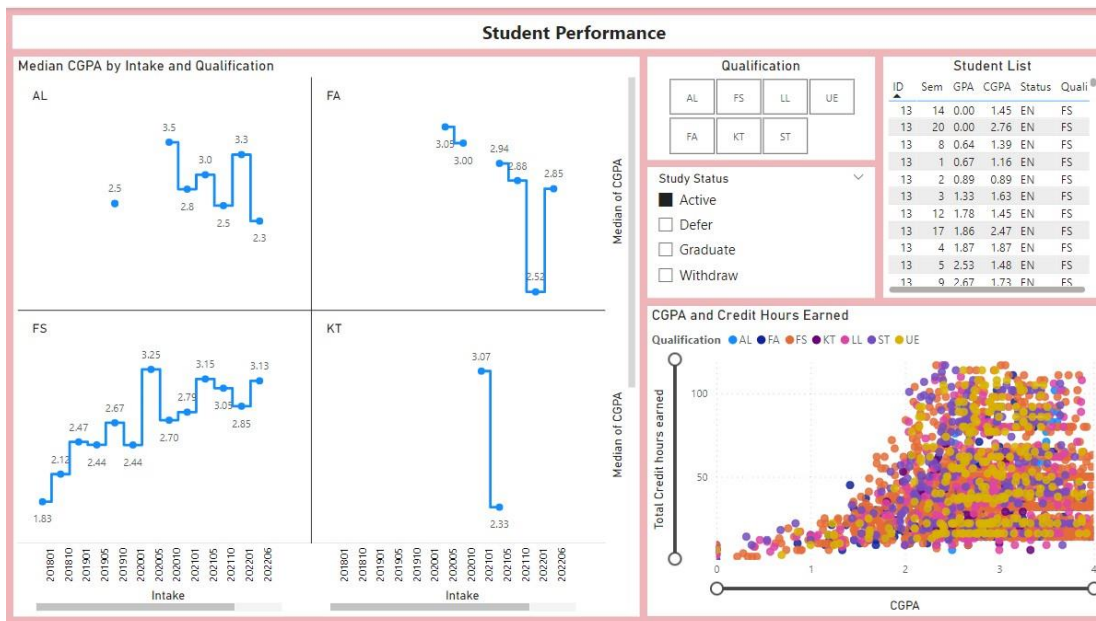 Student Performance
Median CGPA by Intake and Qualification
AL
3.5
3.3
3.0
2.5
2.8
2.5
2.3
FA
3.05
3.00
2.94
2.88
2.85
2.52
Median of CGPA
FS
3.25
3.15
3.13
2.67
2.79
3.05
2.85
2.47
2.70
2.12
2.44
2.44
1.83
KT
3.07
2.33
Median of CGPA
201801
201810
201901
201905
201910
202001
202005
202010
202101
202105
202110
202201
202206
Intake
201801
201810
201901
201905
201910
202001
202005
202010
202101
202105
202110
202201
202206
Intake
Qualification
AL FS LL UE
FA KT ST
Study Status
Active
Defer
Graduate
Withdraw
Student List
ID Sem GPA CGPA Status Quali
13 14 0.00 1.45 EN FS
13 20 0.00 2.76 EN FS
13 8 0.64 1.39 EN FS
13 1 0.67 1.16 EN FS
13 2 0.89 0.89 EN FS
13 3 1.33 1.63 EN FS
13 12 1.78 1.45 EN FS
13 17 1.86 2.47 EN FS
13 4 1.87 1.87 EN FS
13 5 2.53 1.48 EN FS
13 9 2.67 1.73 EN FS
CGPA and Credit Hours Earned
Qualification AL FA FS KT LL ST UE
Total Credit hours earned
100
50
0 1 2 3 4
CGPA